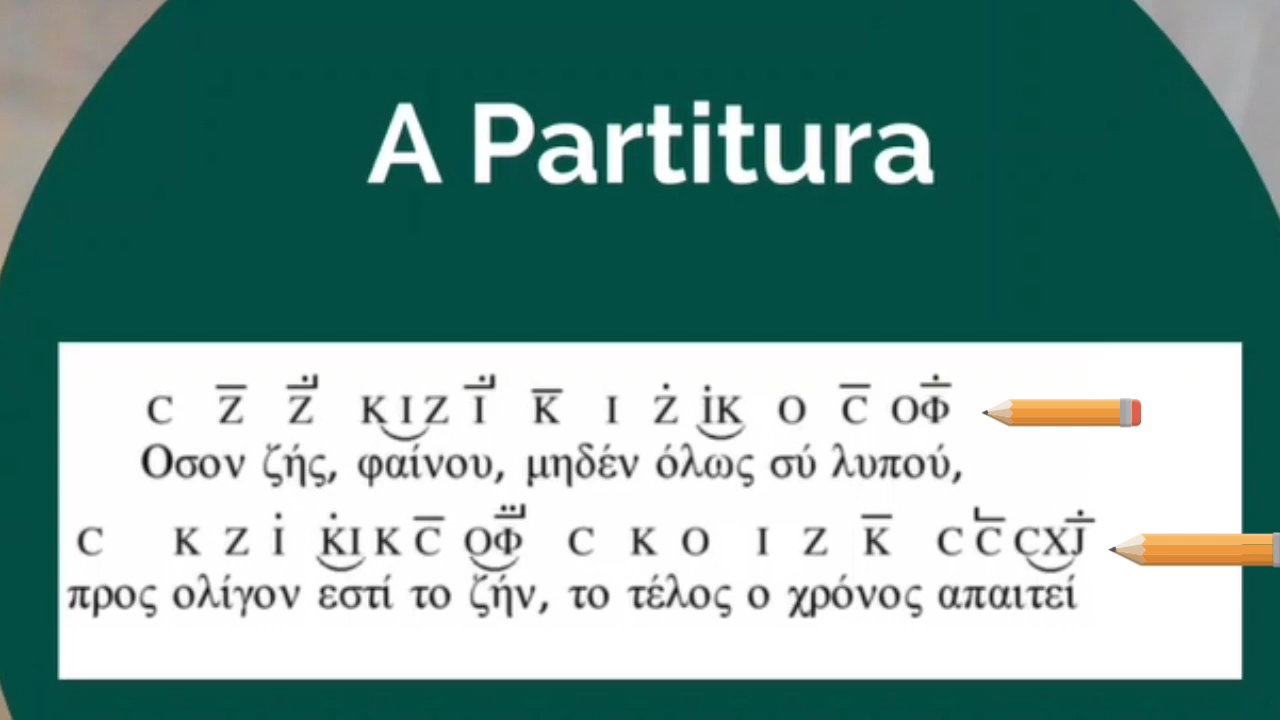 A Partitura
C Z̅ Z̅̈ K I Z I̅̈ K̅ I Ż İ K O C̅ O Φ̅̇
Οσον ζής, φαίνου, μηδέν όλως σύ λυπού,
C K Z İ K̇ I K C̅ O Φ̅ C K O I Z K̅ C C̅ C X J̅̇
προς ολίγον εστί το ζήν, το τέλος ο χρόνος απαιτεί